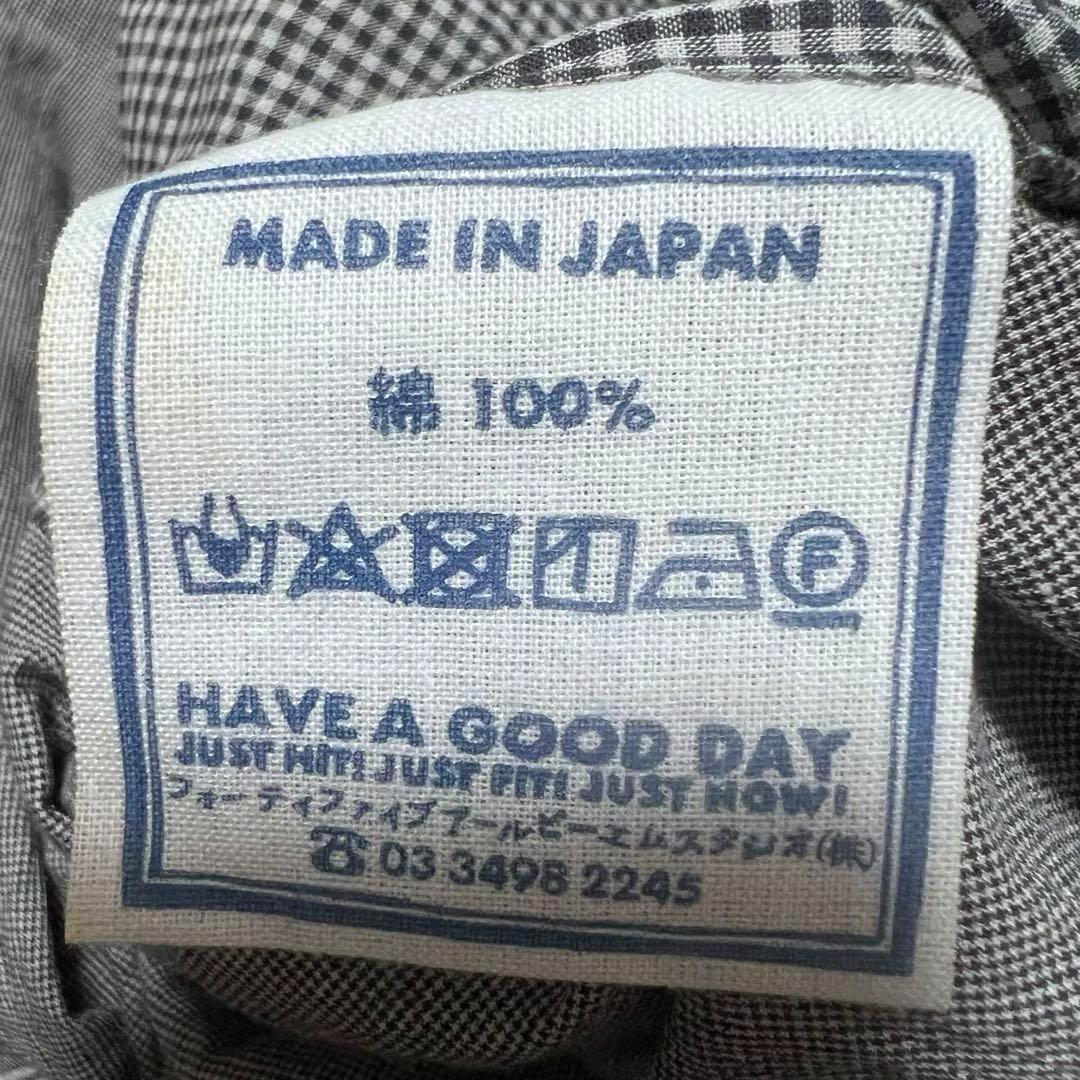 MADE IN JAPAN
綿 100%
F
HAVE A GOOD DAY
JUST HIT! JUST FIT! JUST NOW!
フォーティファイブアールピーエムスタジオ(株)
☎ 03 3498 2245